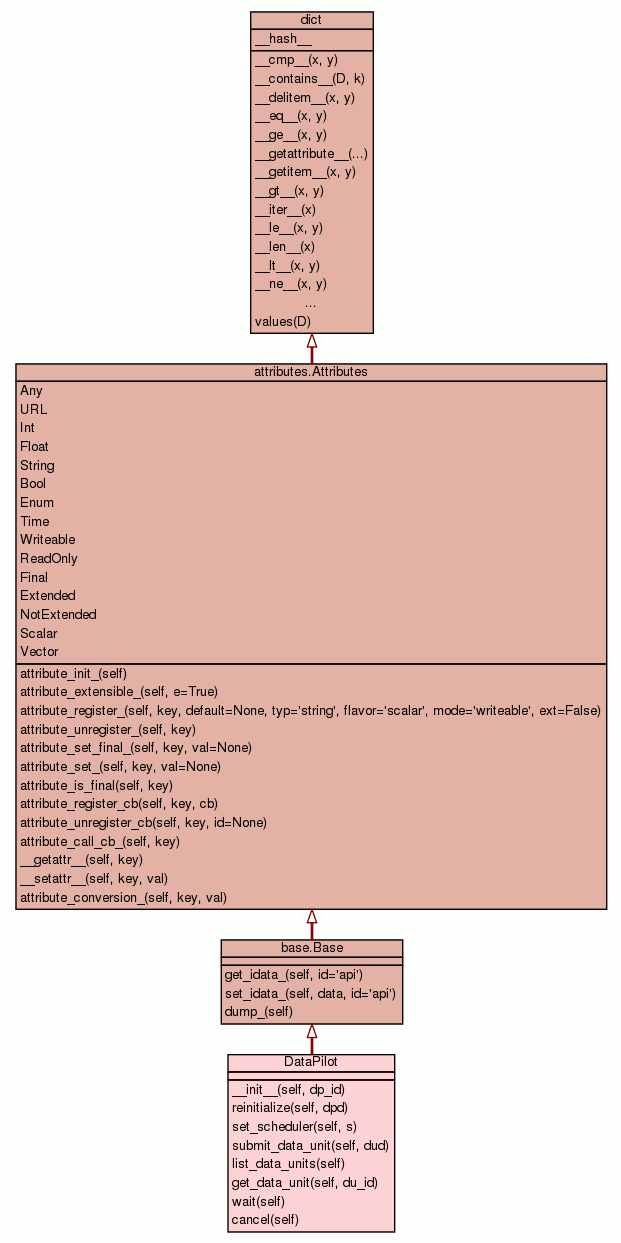 dict
__hash__
__cmp__(x, y)
__contains__(D, k)
__delitem__(x, y)
__eq__(x, y)
__ge__(x, y)
__getattribute__(...)
__getitem__(x, y)
__gt__(x, y)
__iter__(x)
__le__(x, y)
__len__(x)
__lt__(x, y)
__ne__(x, y)
...
values(D)
attributes.Attributes
Any
URL
Int
Float
String
Bool
Enum
Time
Writeable
ReadOnly
Final
Extended
NotExtended
Scalar
Vector
attribute_init_(self)
attribute_extensible_(self, e=True)
attribute_register_(self, key, default=None, typ='string', flavor='scalar', mode='writeable', ext=False)
attribute_unregister_(self, key)
attribute_set_final_(self, key, val=None)
attribute_set_(self, key, val=None)
attribute_is_final(self, key)
attribute_register_cb(self, key, cb)
attribute_unregister_cb(self, key, id=None)
attribute_call_cb_(self, key)
__getattr__(self, key)
__setattr__(self, key, val)
attribute_conversion_(self, key, val)
base.Base
get_idata_(self, id='api')
set_idata_(self, data, id='api')
dump_(self)
DataPilot
__init__(self, dp_id)
reinitialize(self, dpd)
set_scheduler(self, s)
submit_data_unit(self, dud)
list_data_units(self)
get_data_unit(self, du_id)
wait(self)
cancel(self)